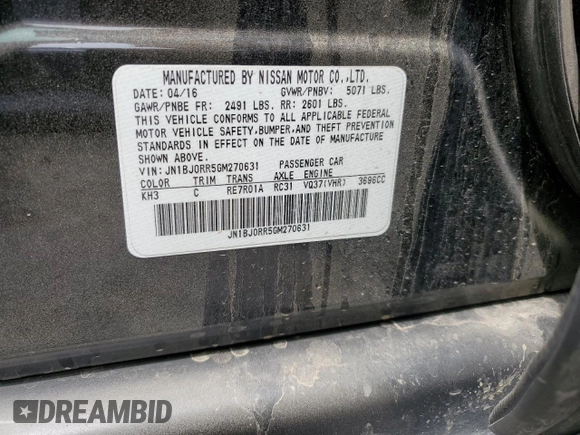 MANUFACTURED BY NISSAN MOTOR CO.,LTD.
DATE: 04/16 GVWR/PNBV: 5071 LBS.
GAWR/PNBE FR: 2491 LBS. RR: 2601 LBS.
THIS VEHICLE CONFORMS TO ALL APPLICABLE FEDERAL
MOTOR VEHICLE SAFETY,BUMPER,AND THEFT PREVENTION
STANDARDS IN EFFECT ON THE DATE OF MANUFACTURE
SHOWN ABOVE.
VIN: JN1BJ0RR5GM270631 PASSENGER CAR
COLOR TRIM TRANS AXLE ENGINE
KH3 C RE7R01A RC31 VQ37(VHR) 3696CC
JN1BJ0RR5GM270631
DREAMBID